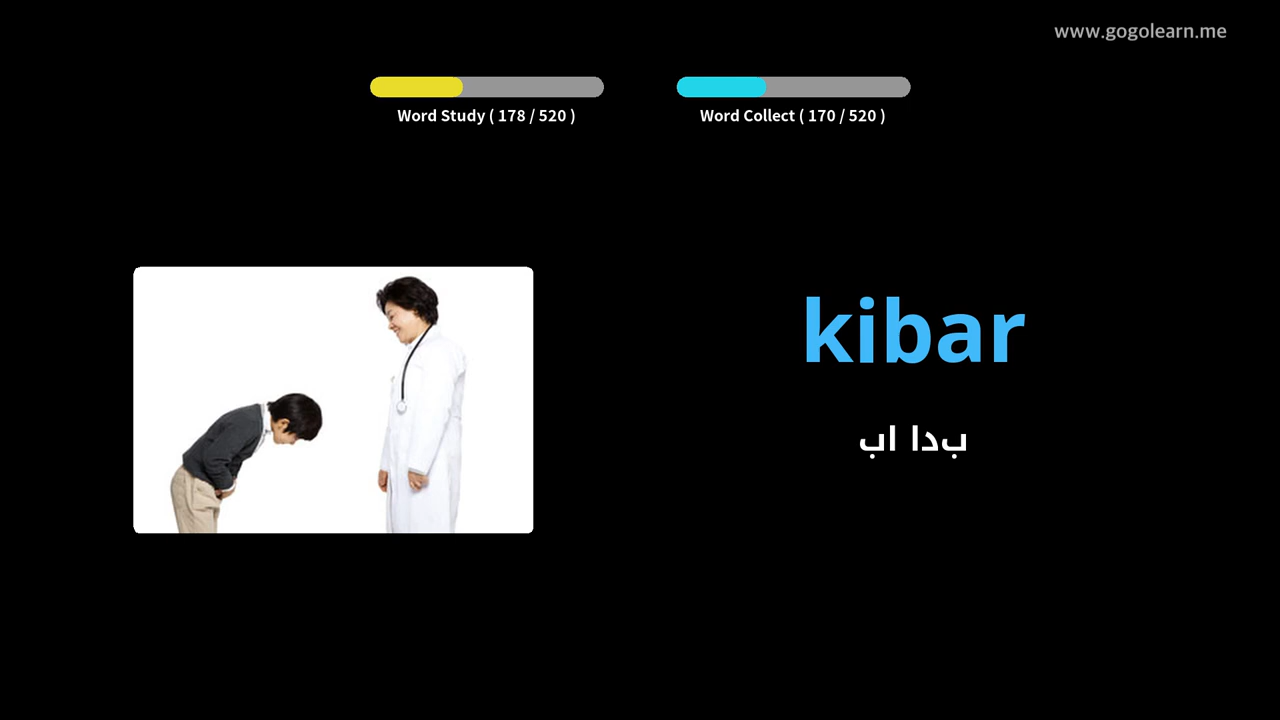 www.gogolearn.me
Word Study ( 178 / 520 )
Word Collect ( 170 / 520 )
kibar
بدا اب